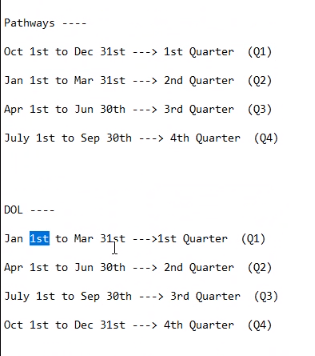 Pathways ----
Oct 1st to Dec 31st ---> 1st Quarter  (Q1)
Jan 1st to Mar 31st ---> 2nd Quarter  (Q2)
Apr 1st to Jun 30th ---> 3rd Quarter  (Q3)
July 1st to Sep 30th ---> 4th Quarter  (Q4)
DOL ----
Jan 1st to Mar 31st --->1st Quarter  (Q1)
Apr 1st to Jun 30th ---> 2nd Quarter  (Q2)
July 1st to Sep 30th ---> 3rd Quarter  (Q3)
Oct 1st to Dec 31st ---> 4th Quarter  (Q4)